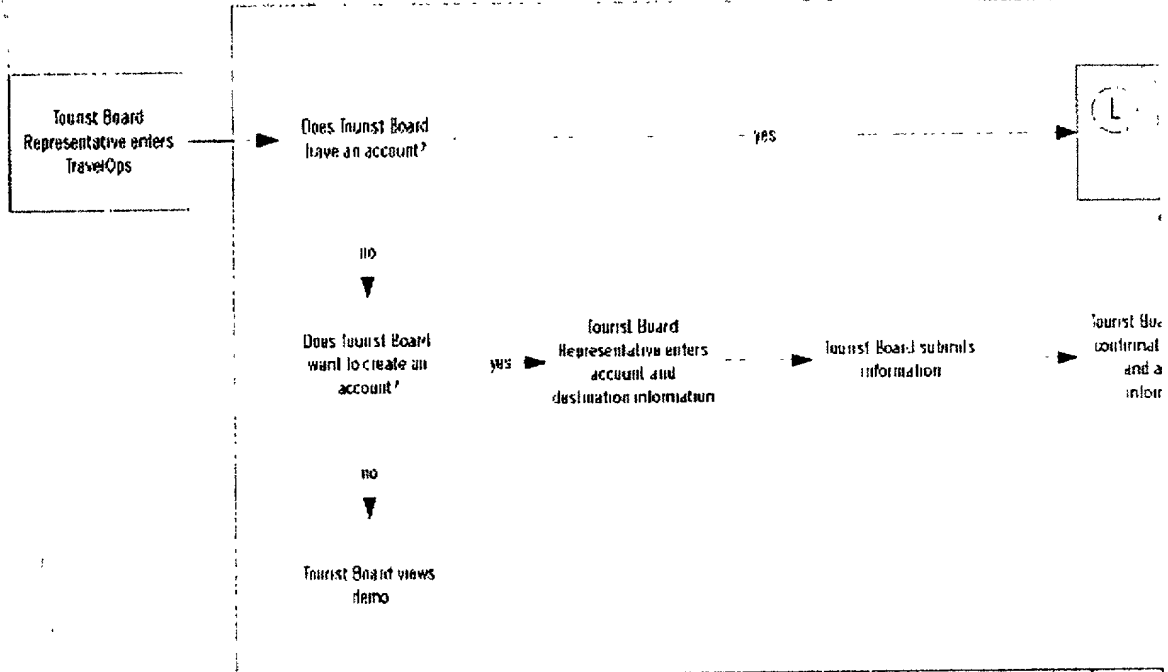 Tourist Board
Representative enters
TravelOps
Does Tourist Board
have an account?
yes
L
no
Does Tourist Board
want to create an
account?
yes
Tourist Board
Representative enters
account and
destination information
Tourist Board submits
information
Tourist
and
no
Tourist Board views
demo